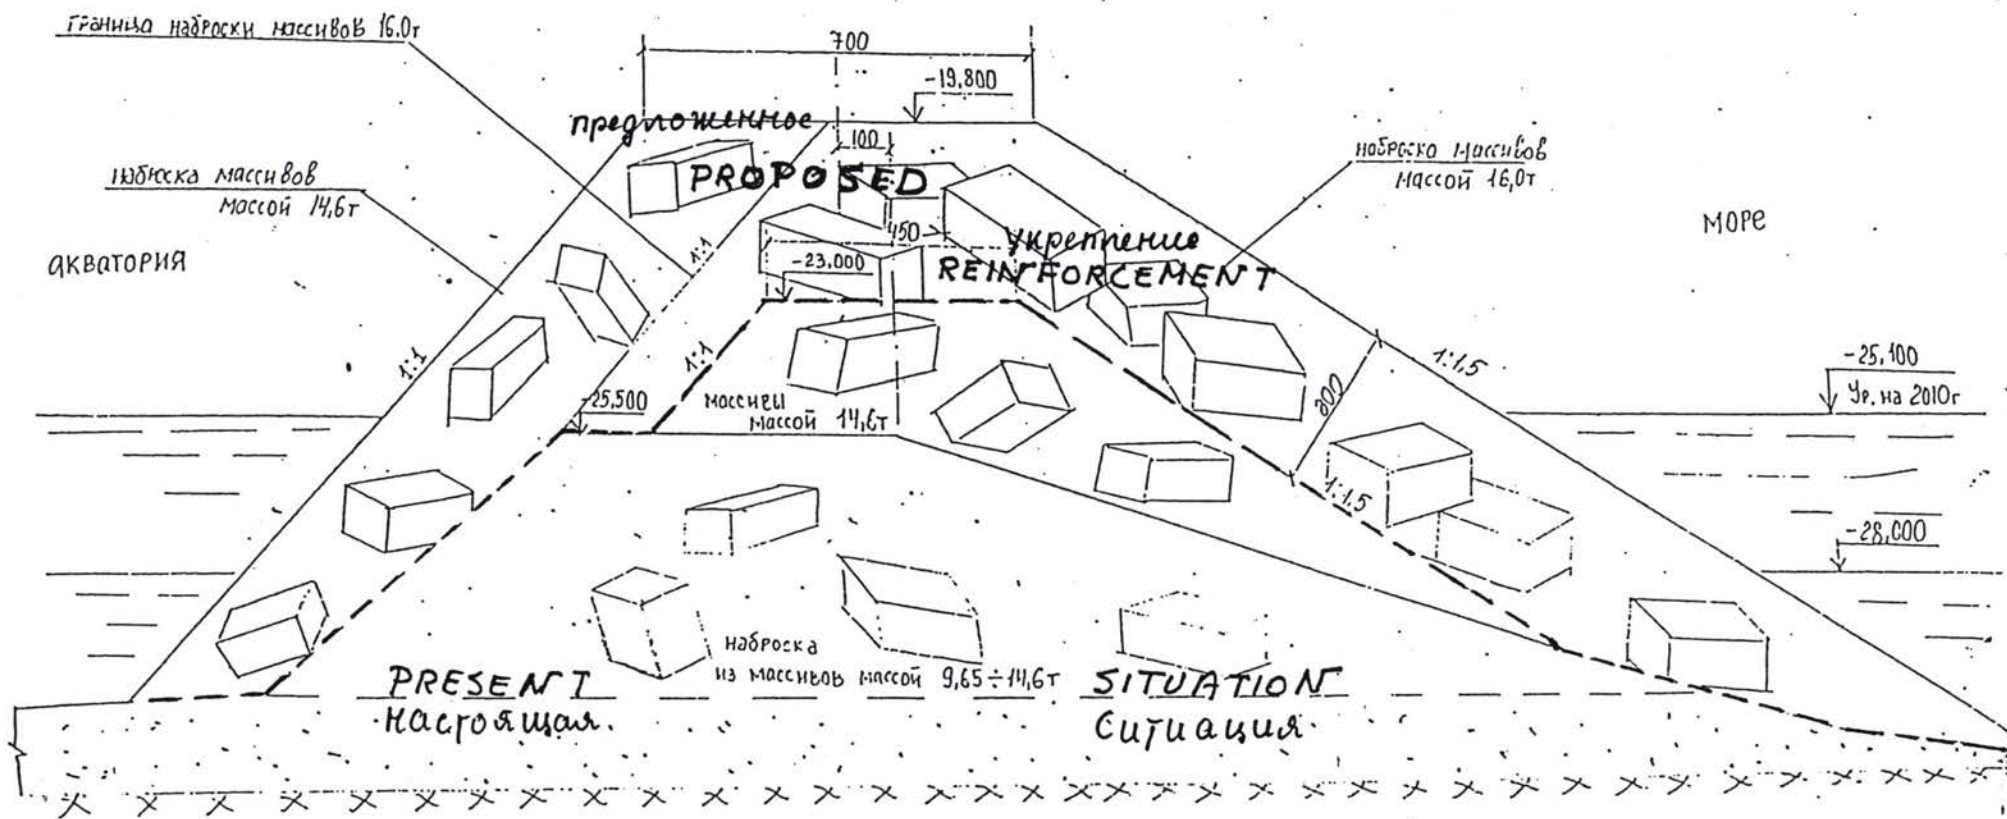 граница наброски массивов 16.0т
700
-19,800
предложенное
100
PROPOSED
наброска массивов
массой 16,0т
наброска массивов
массой 14,6т
МОРЕ
акватория
1:1
1:1
450
укрепление
-23,000
REINFORCEMENT
1:1
1:1
1:1,5
-25,100
Ур. на 2010г
-25,500
массивы
массой 14,6т
1:1,5
-28,000
наброска
из массивов массой 9,65÷14,6т
PRESENT SITUATION
Настоящая Ситиация